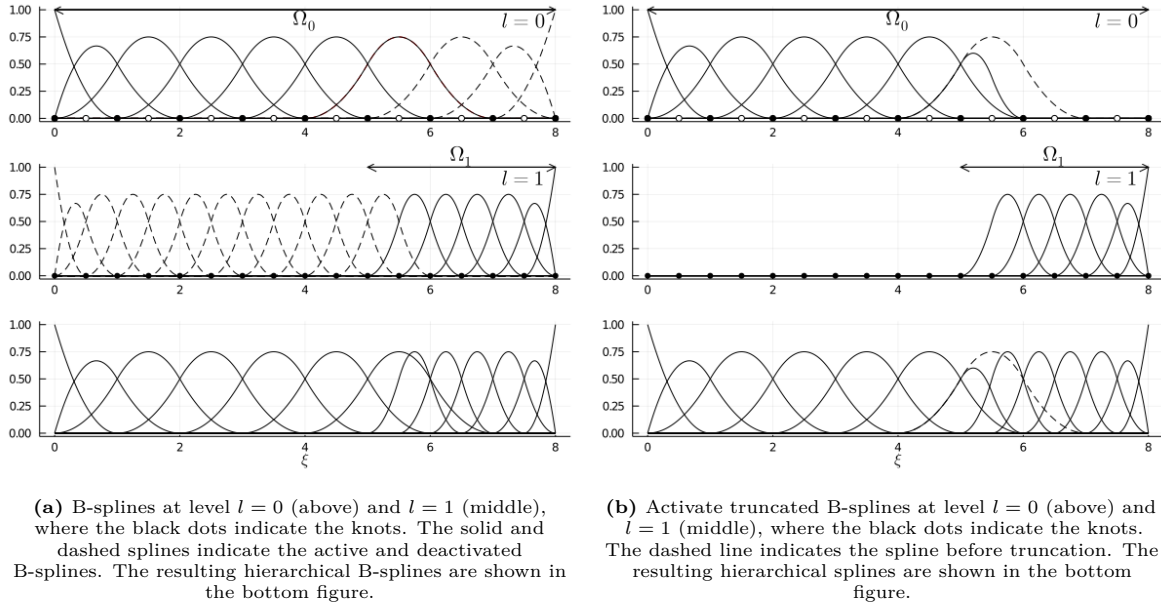 1.00
Ω₀
l = 0
0.75
0.50
0.25
0.00
0 2 4 6 8
1.00
Ω₁
l = 1
0.75
0.50
0.25
0.00
0 2 4 6 8
1.00
0.75
0.50
0.25
0.00
0 2 4 6 8
ξ
(a) B-splines at level l = 0 (above) and l = 1 (middle),
where the black dots indicate the knots. The solid and
dashed splines indicate the active and deactivated
B-splines. The resulting hierarchical B-splines are shown in
the bottom figure.
1.00
Ω₀
l = 0
0.75
0.50
0.25
0.00
0 2 4 6 8
1.00
Ω₁
l = 1
0.75
0.50
0.25
0.00
0 2 4 6 8
1.00
0.75
0.50
0.25
0.00
0 2 4 6 8
ξ
(b) Activate truncated B-splines at level l = 0 (above) and
l = 1 (middle), where the black dots indicate the knots.
The dashed line indicates the spline before truncation. The
resulting hierarchical splines are shown in the bottom
figure.